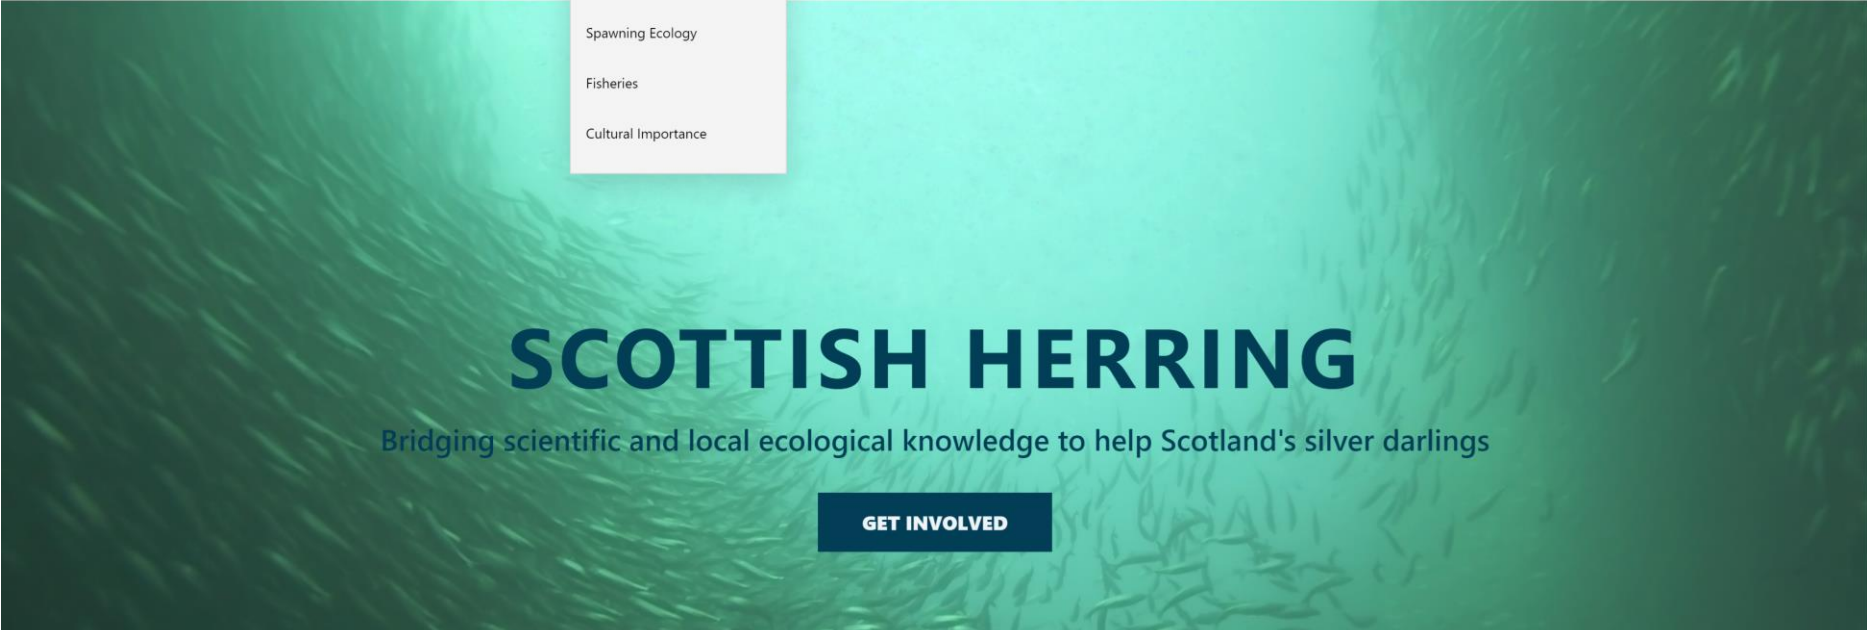 Spawning Ecology
Fisheries
Cultural Importance
SCOTTISH HERRING
Bridging scientific and local ecological knowledge to help Scotland's silver darlings
GET INVOLVED